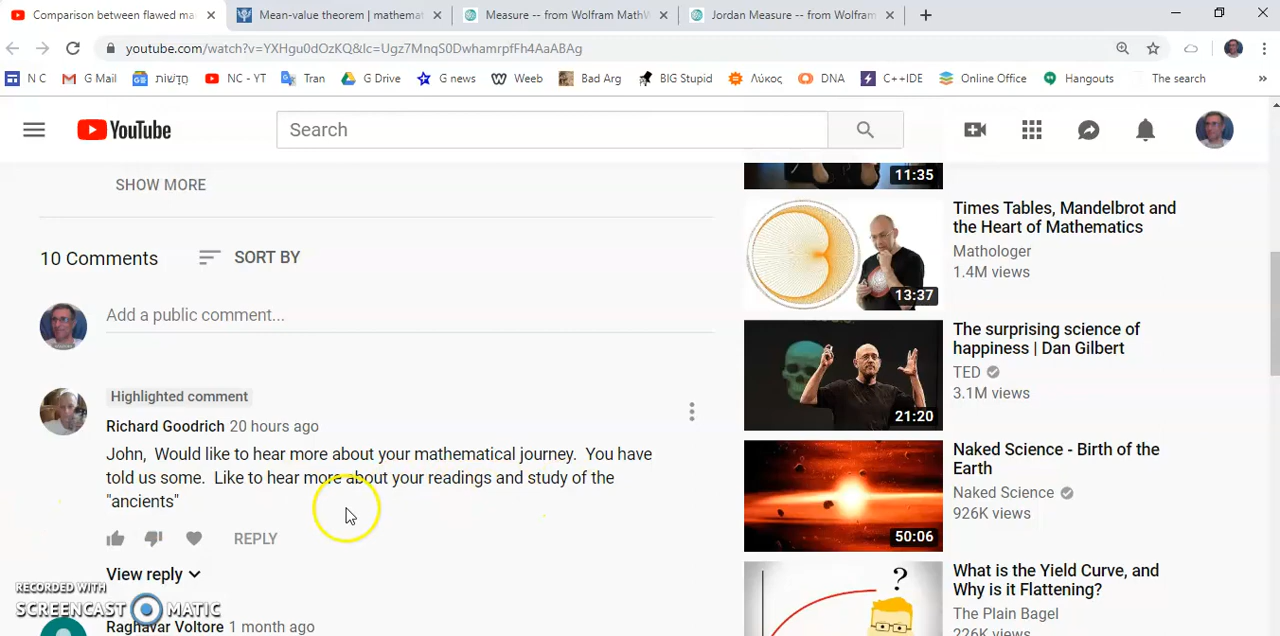 Comparison between flawed ma
Mean-value theorem | mathemat
Measure -- from Wolfram MathW
Jordan Measure -- from Wolfram
youtube.com/watch?v=YXHgu0dOzKQ&lc=Ugz7MnqS0DwhamrpfFh4AaABAg
N C
G Mail
חֲדָשׁוֹת
NC - YT
Tran
G Drive
G news
Weeb
Bad Arg
BIG Stupid
Λύκος
DNA
C++IDE
Online Office
Hangouts
The search
»
YouTube
Search
SHOW MORE
10 Comments
SORT BY
Add a public comment...
Highlighted comment
Richard Goodrich 20 hours ago
John, Would like to hear more about your mathematical journey. You have
told us some. Like to hear more about your readings and study of the
"ancients"
REPLY
View reply
RECORDED WITH
SCREENCAST MATIC
Raghavar Voltore 1 month ago
11:35
13:37
Times Tables, Mandelbrot and
the Heart of Mathematics
Mathologer
1.4M views
21:20
The surprising science of
happiness | Dan Gilbert
TED
3.1M views
50:06
Naked Science - Birth of the
Earth
Naked Science
926K views
?
What is the Yield Curve, and
Why is it Flattening?
The Plain Bagel
226K views